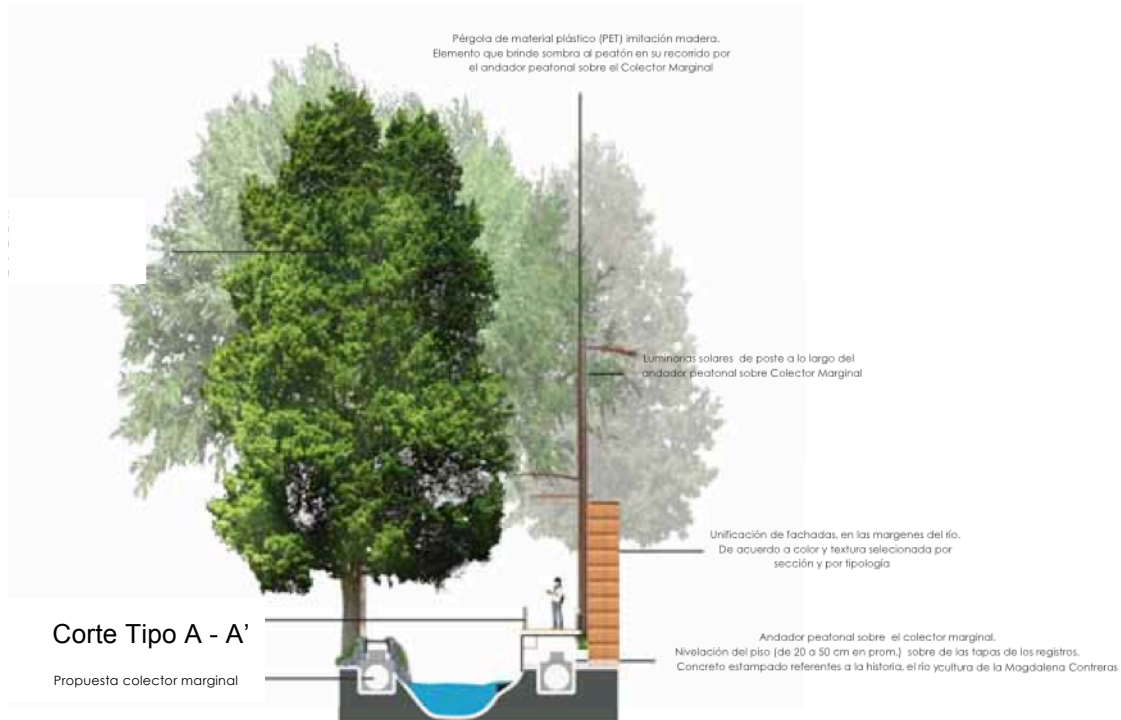 Pérgola de material plástico (PET) imitación madera.
Elemento que brinde sombra al peatón en su recorrido por
el andador peatonal sobre el Colector Marginal
Luminarias solares de poste a lo largo del
andador peatonal sobre Colector Marginal
Unificación de fachadas, en las margenes del río.
De acuerdo a color y textura selecionada por
sección y por tipología
Corte Tipo A - A’
Propuesta colector marginal
Andador peatonal sobre el colector marginal.
Nivelación del piso (de 20 a 50 cm en prom.) sobre de las tapas de los registros.
Concreto estampado referentes a la historia, el río ycultura de la Magdalena Contreras